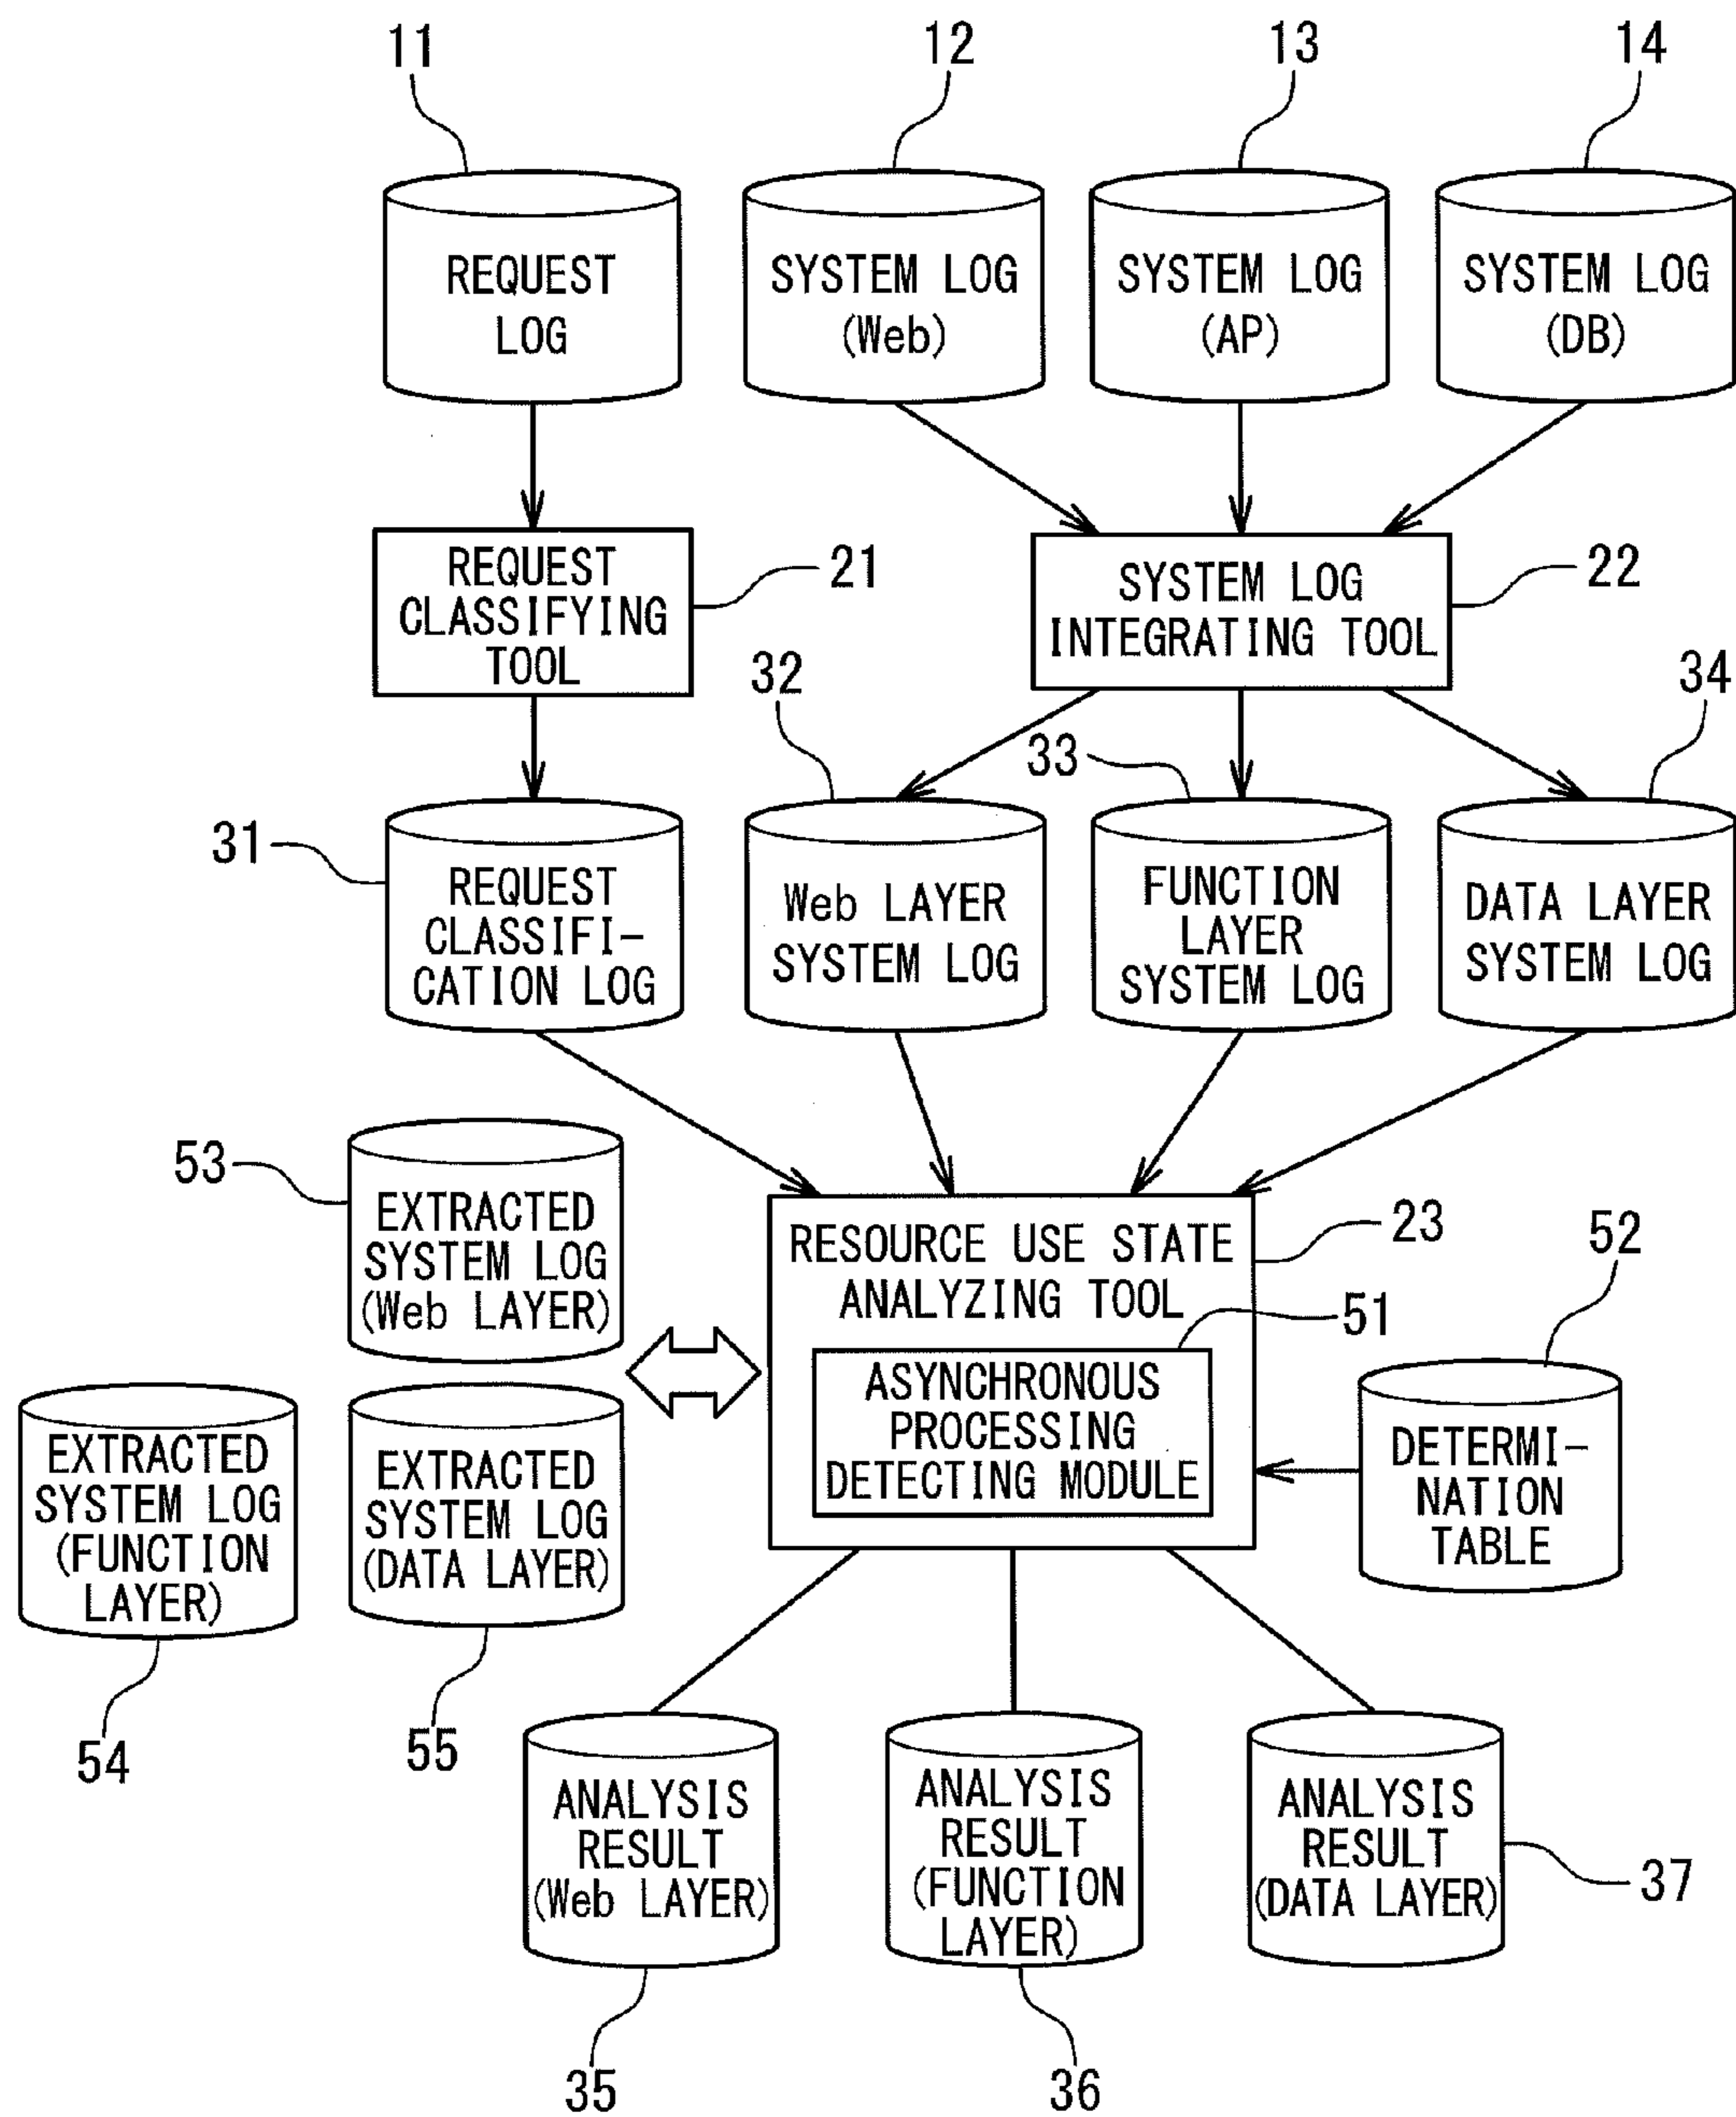 11
12
13
14
REQUEST
LOG
SYSTEM LOG
(Web)
SYSTEM LOG
(AP)
SYSTEM LOG
(DB)
REQUEST
CLASSIFYING
TOOL
21
SYSTEM LOG
INTEGRATING TOOL
22
32
33
34
31
REQUEST
CLASSIFI-
CATION LOG
Web LAYER
SYSTEM LOG
FUNCTION
LAYER
SYSTEM LOG
DATA LAYER
SYSTEM LOG
53
EXTRACTED
SYSTEM LOG
(Web LAYER)
RESOURCE USE STATE
ANALYZING TOOL
23
52
51
ASYNCHRONOUS
PROCESSING
DETECTING MODULE
DETERMI-
NATION
TABLE
EXTRACTED
SYSTEM LOG
(FUNCTION
LAYER)
EXTRACTED
SYSTEM LOG
(DATA LAYER)
54
55
ANALYSIS
RESULT
(Web LAYER)
ANALYSIS
RESULT
(FUNCTION
LAYER)
ANALYSIS
RESULT
(DATA LAYER)
37
35
36